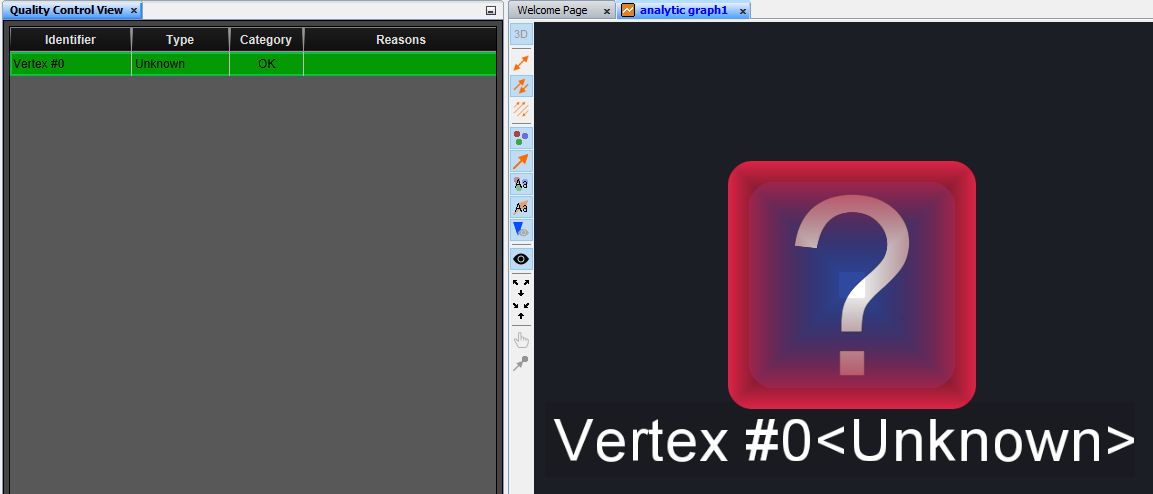 Quality Control View
Identifier Type Category Reasons
Vertex #0 Unknown OK
Welcome Page analytic graph1
3D
Aa
Aa
?
Vertex #0<Unknown>